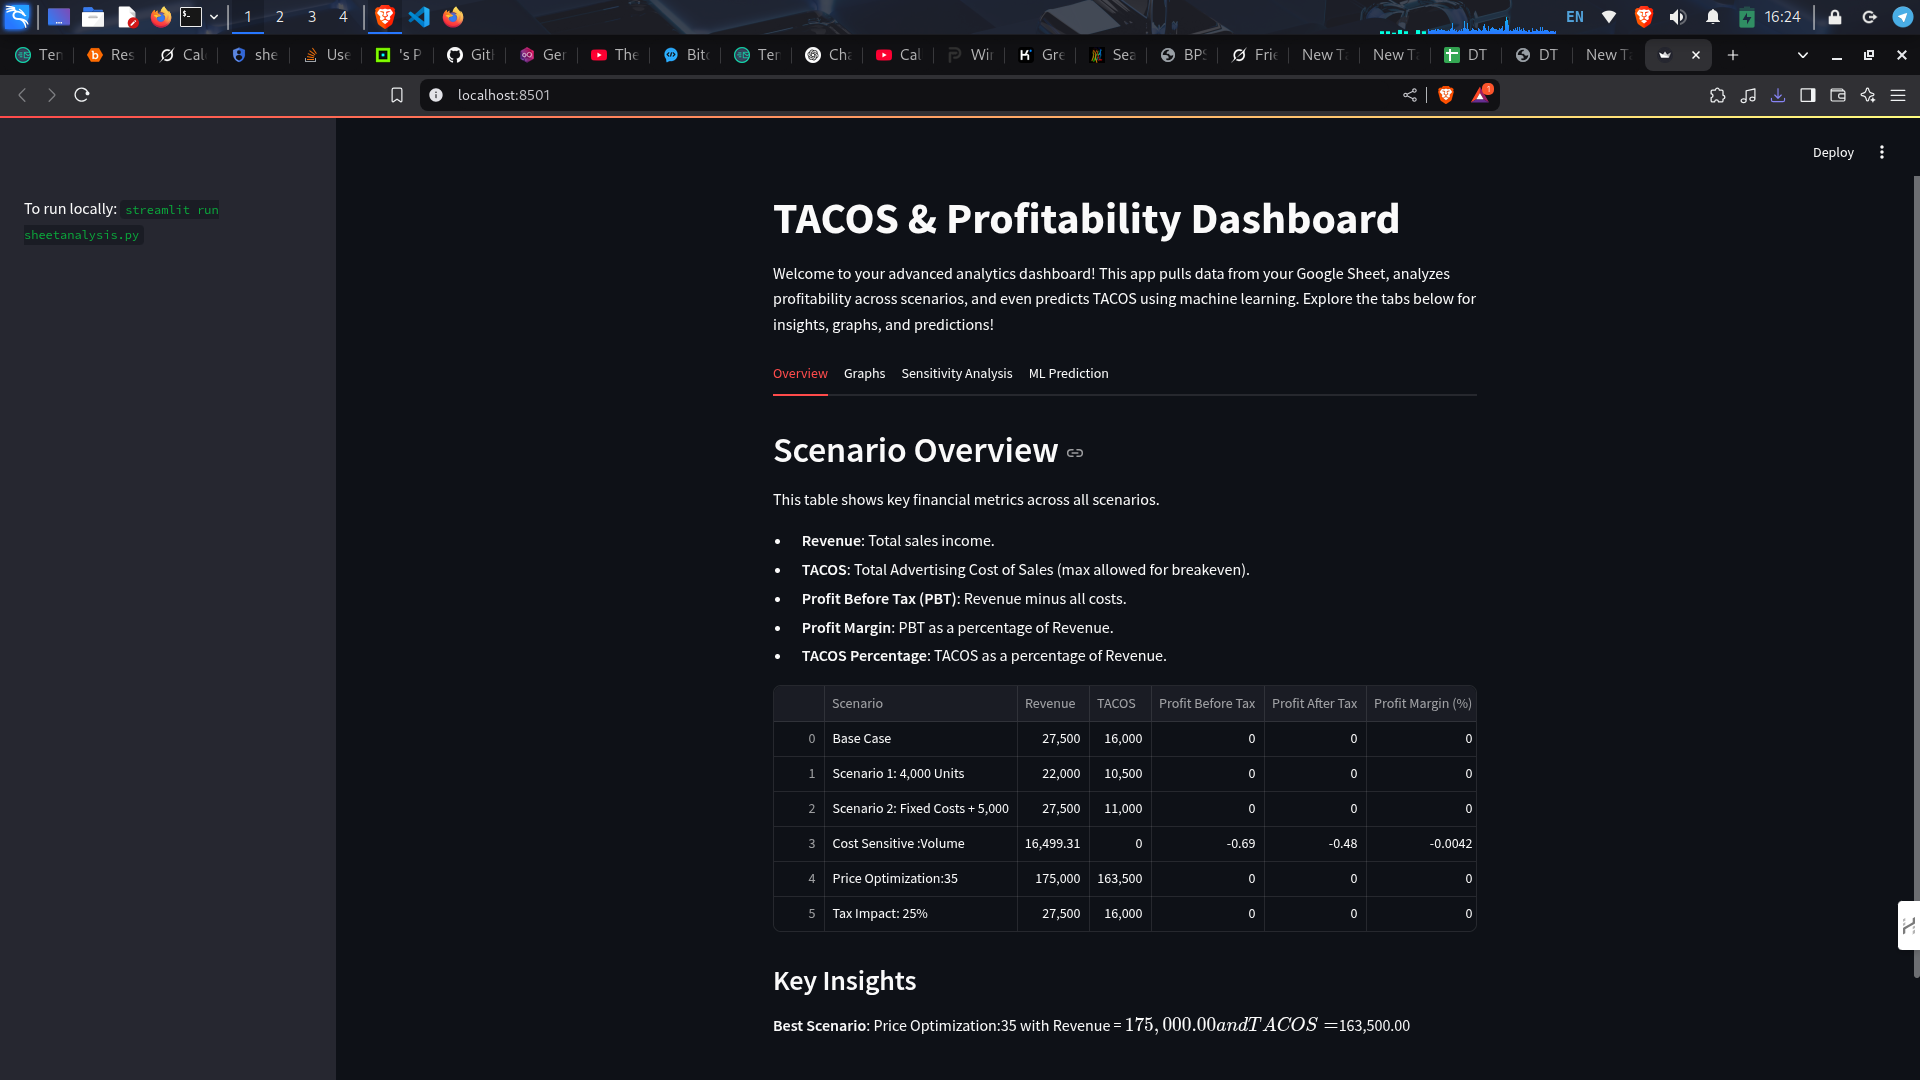 1 2 3 4 EN 16:24
Ten Res Calc she Use 's P Gitl Ger The Bitc Ter Cha Cal Win Gre Sea BPS Frie New Ta New Ta DT DT New Ta
localhost:8501 1
Deploy
To run locally: streamlit run
sheetanalysis.py
TACOS & Profitability Dashboard
Welcome to your advanced analytics dashboard! This app pulls data from your Google Sheet, analyzes
profitability across scenarios, and even predicts TACOS using machine learning. Explore the tabs below for
insights, graphs, and predictions!
Overview Graphs Sensitivity Analysis ML Prediction
Scenario Overview
This table shows key financial metrics across all scenarios.
• Revenue: Total sales income.
• TACOS: Total Advertising Cost of Sales (max allowed for breakeven).
• Profit Before Tax (PBT): Revenue minus all costs.
• Profit Margin: PBT as a percentage of Revenue.
• TACOS Percentage: TACOS as a percentage of Revenue.
Scenario Revenue TACOS Profit Before Tax Profit After Tax Profit Margin (%)
0 Base Case 27,500 16,000 0 0 0
1 Scenario 1: 4,000 Units 22,000 10,500 0 0 0
2 Scenario 2: Fixed Costs + 5,000 27,500 11,000 0 0 0
3 Cost Sensitive :Volume 16,499.31 0 -0.69 -0.48 -0.0042
4 Price Optimization:35 175,000 163,500 0 0 0
5 Tax Impact: 25% 27,500 16,000 0 0 0
Key Insights
Best Scenario: Price Optimization:35 with Revenue = 175,000.00andTACOS =163,500.00